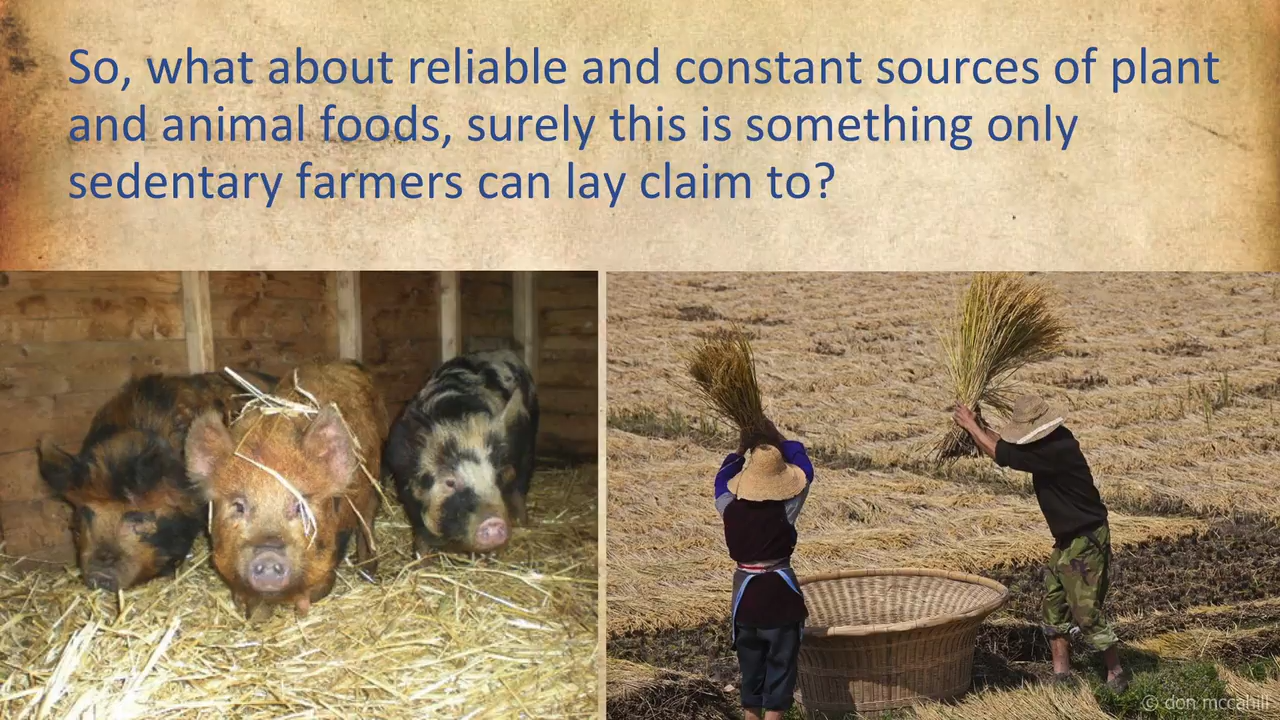 So, what about reliable and constant sources of plant
and animal foods, surely this is something only
sedentary farmers can lay claim to?
© don mccahill